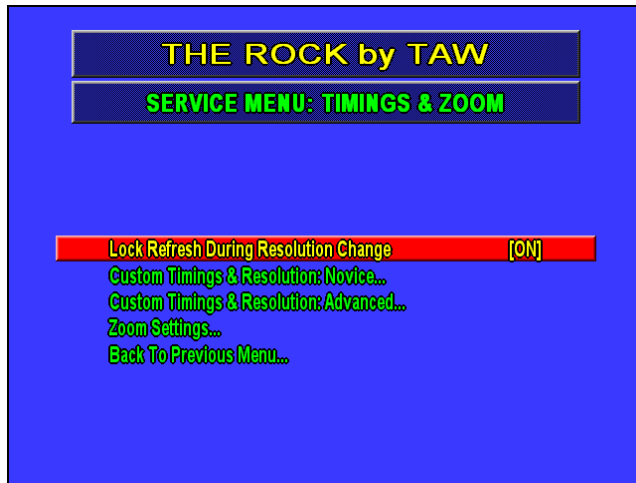 THE ROCK by TAW
SERVICE MENU: TIMINGS & ZOOM
Lock Refresh During Resolution Change [ON]
Custom Timings & Resolution: Novice...
Custom Timings & Resolution: Advanced...
Zoom Settings...
Back To Previous Menu...